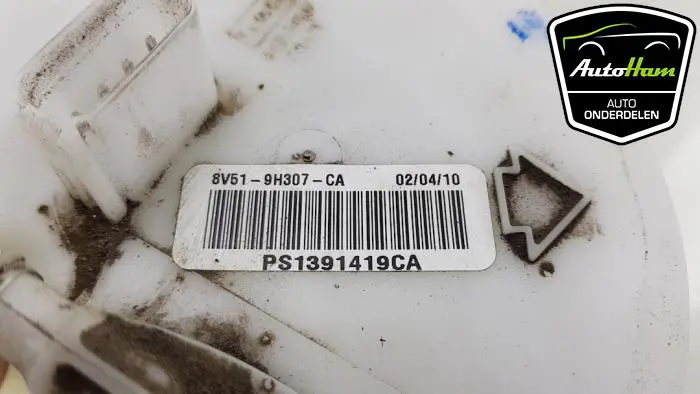 8V51-9H307-CA 02/04/10
PS1391419CA
AutoHam
AUTO
ONDERDELEN